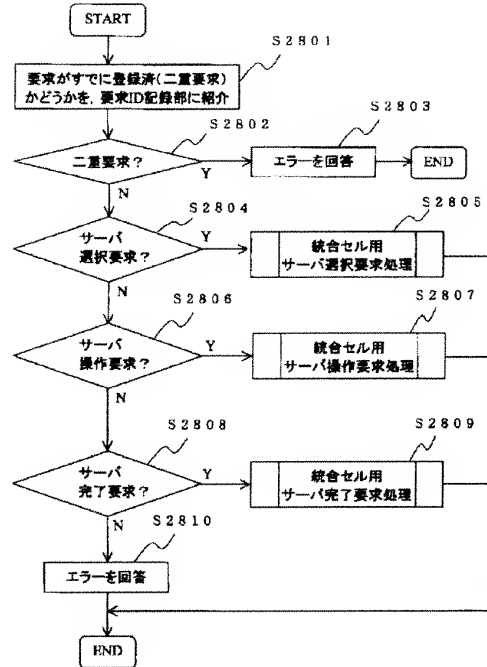 START
S2801
要求がすでに登録済(二重要求)
かどうかを,要求ID記録部に紹介
S2802
二重要求?
Y
N
S2803
エラーを回答
END
S2804
サーバ
選択要求?
Y
N
S2805
統合セル用
サーバ選択要求処理
S2806
サーバ
操作要求?
Y
N
S2807
統合セル用
サーバ操作要求処理
S2808
サーバ
完了要求?
Y
N
S2809
統合セル用
サーバ完了要求処理
S2810
エラーを回答
END